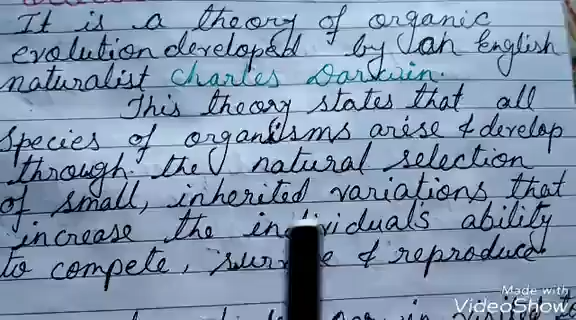 It is a theory of organic
evolution developed by an English
naturalist Charles Darwin.
This theory states that all
species of organisms arise & develop
through the natural selection
of small, inherited variations that
increase the individuals ability
to compete, survive & reproduce
Made with
VideoShow